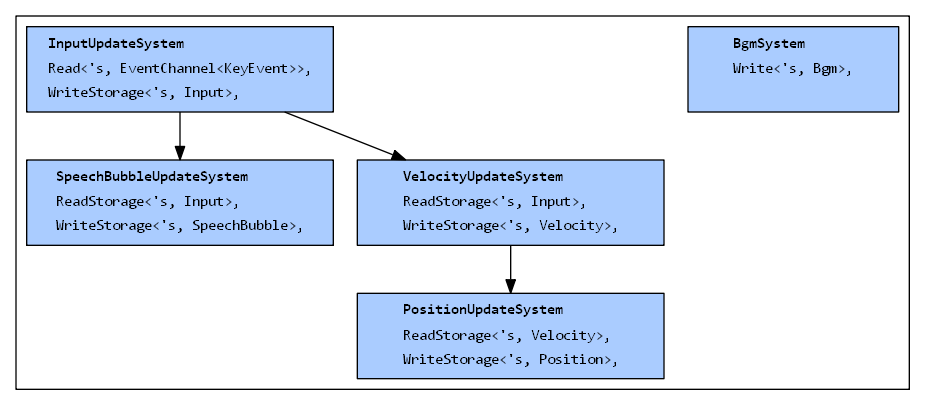 InputUpdateSystem
Read<'s, EventChannel<KeyEvent>>,
WriteStorage<'s, Input>,
BgmSystem
Write<'s, Bgm>,
SpeechBubbleUpdateSystem
ReadStorage<'s, Input>,
WriteStorage<'s, SpeechBubble>,
VelocityUpdateSystem
ReadStorage<'s, Input>,
WriteStorage<'s, Velocity>,
PositionUpdateSystem
ReadStorage<'s, Velocity>,
WriteStorage<'s, Position>,